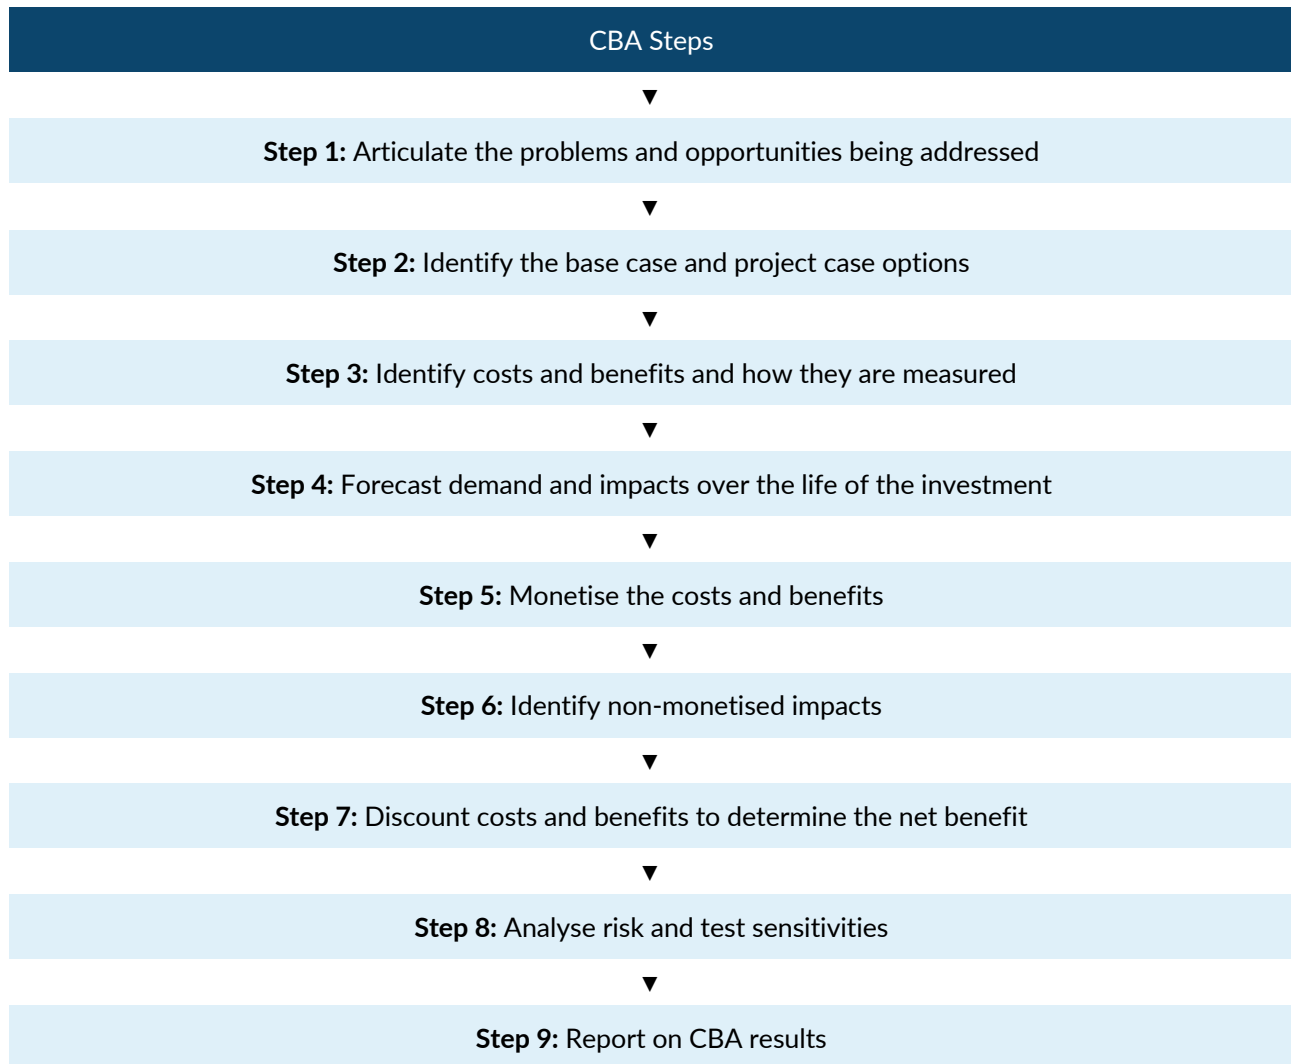 CBA Steps
Step 1: Articulate the problems and opportunities being addressed
Step 2: Identify the base case and project case options
Step 3: Identify costs and benefits and how they are measured
Step 4: Forecast demand and impacts over the life of the investment
Step 5: Monetise the costs and benefits
Step 6: Identify non-monetised impacts
Step 7: Discount costs and benefits to determine the net benefit
Step 8: Analyse risk and test sensitivities
Step 9: Report on CBA results